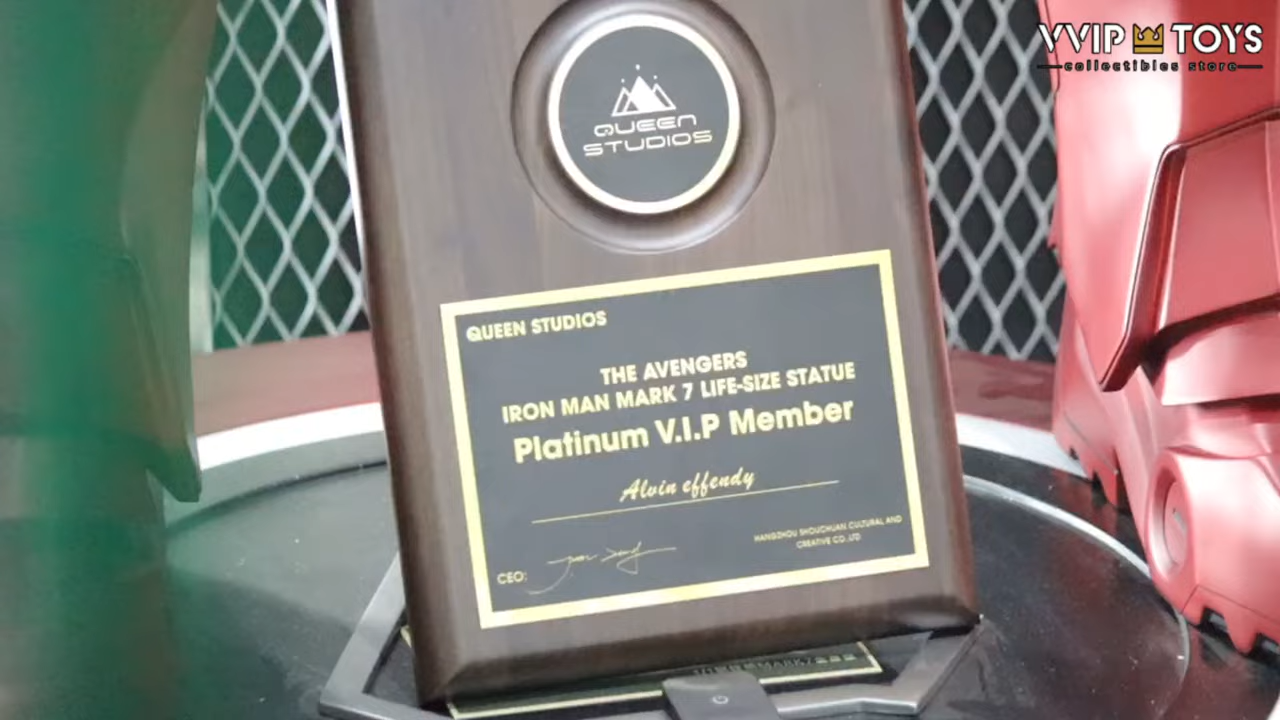 VVIP TOYS
collectibles store
QUEEN
STUDIOS
QUEEN STUDIOS
THE AVENGERS
IRON MAN MARK 7 LIFE-SIZE STATUE
Platinum V.I.P Member
Alvin effendy
HANGZHOU SHOUCHUAN CULTURAL AND
CREATIVE CO.,LTD
CEO: